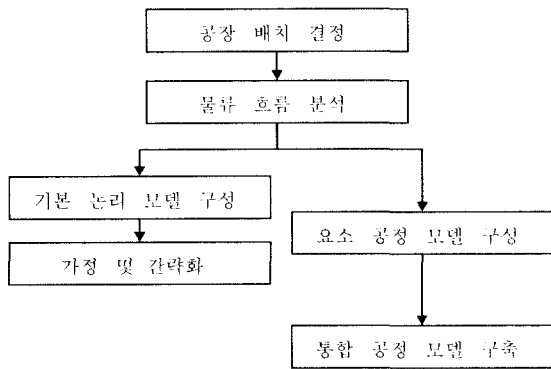 공장 배치 결정
물류 흐름 분석
기본 논리 모델 구성
가정 및 간략화
요소 공정 모델 구성
통합 공정 모델 구축